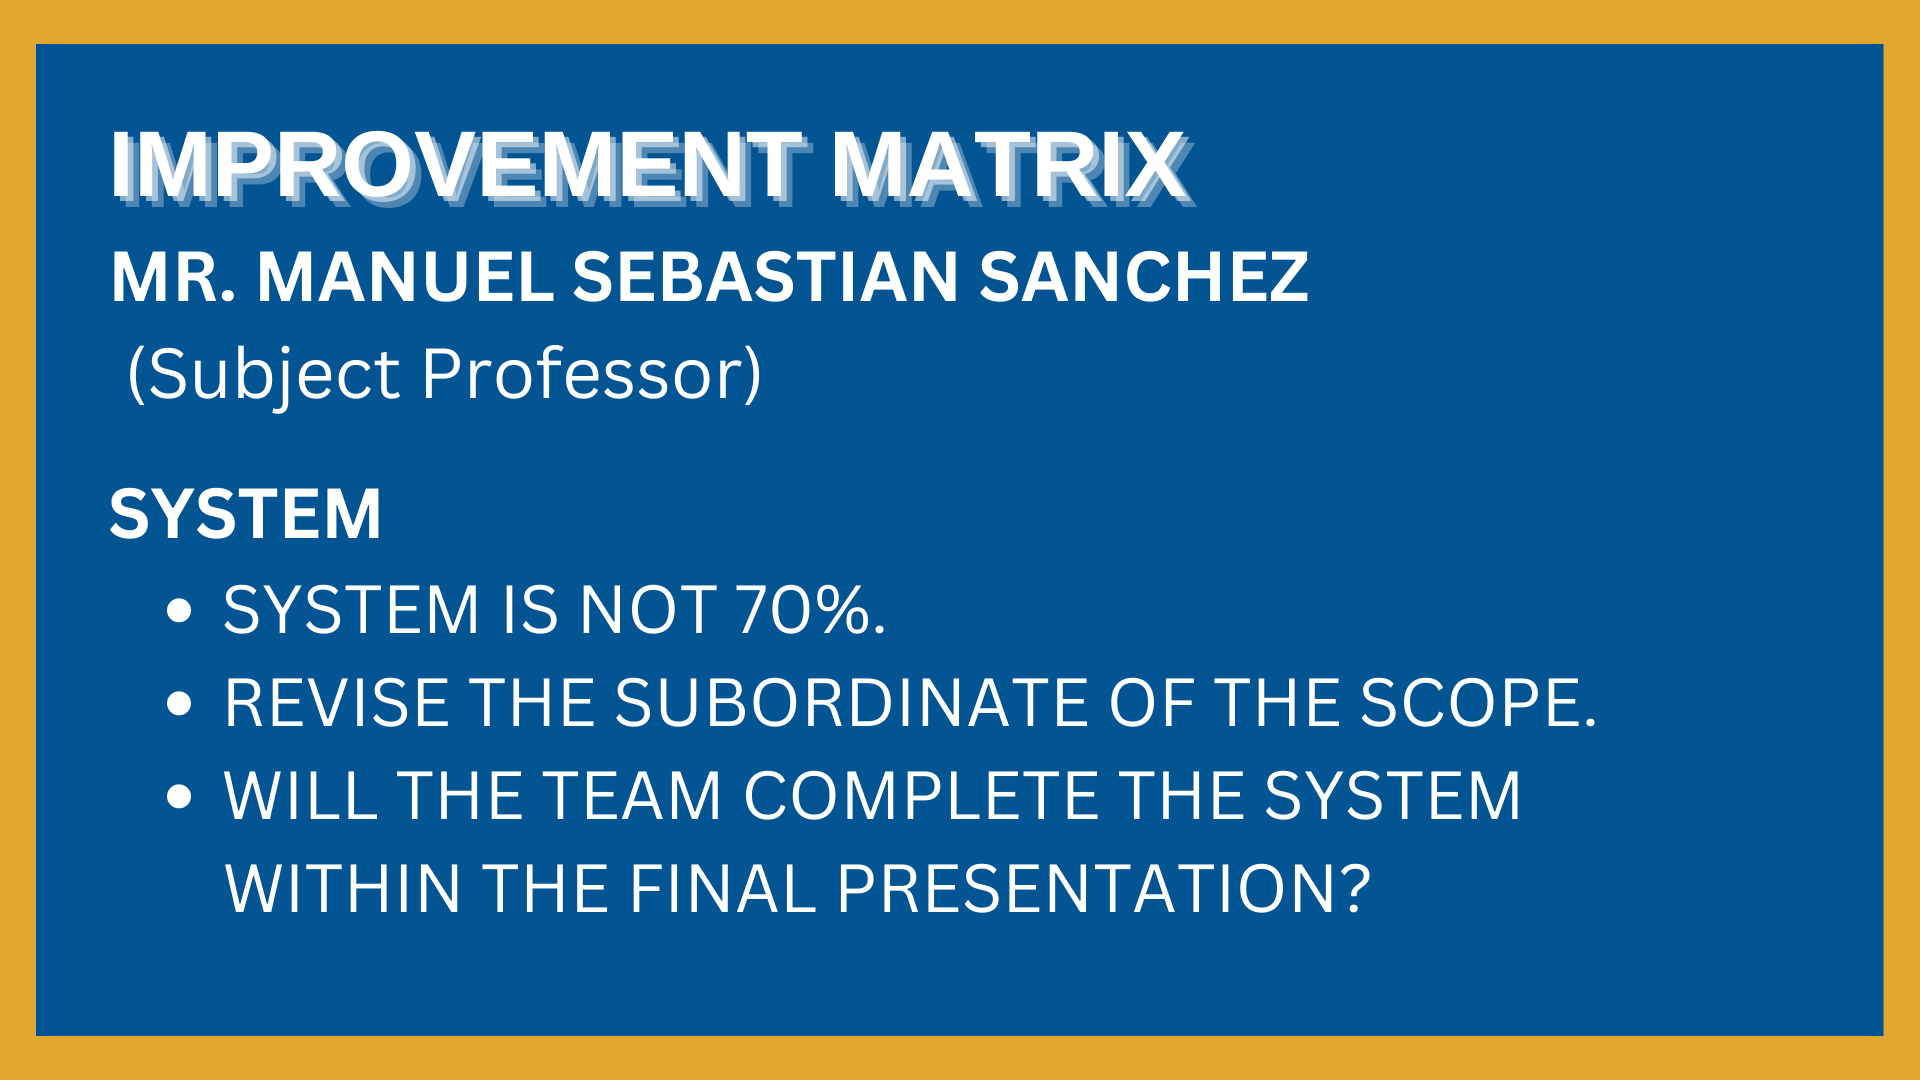 IMPROVEMENT MATRIX
MR. MANUEL SEBASTIAN SANCHEZ
(Subject Professor)
SYSTEM
• SYSTEM IS NOT 70%.
• REVISE THE SUBORDINATE OF THE SCOPE.
• WILL THE TEAM COMPLETE THE SYSTEM
WITHIN THE FINAL PRESENTATION?